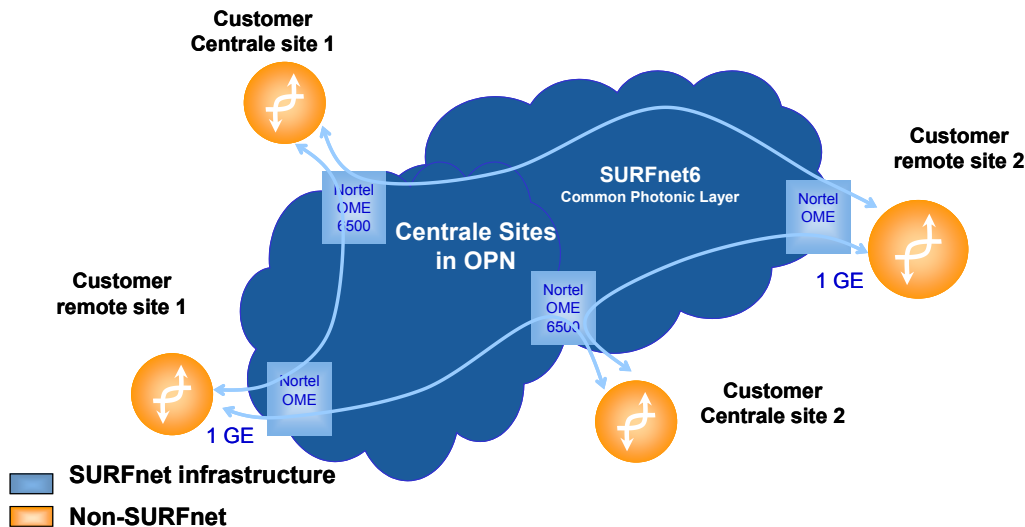 Customer
Centrale site 1
Customer
remote site 2
SURFnet6
Common Photonic Layer
Nortel
OME
6500
Nortel
OME
Centrale Sites
in OPN
1 GE
Customer
remote site 1
Nortel
OME
6500
Nortel
OME
Customer
Centrale site 2
1 GE
SURFnet infrastructure
Non-SURFnet